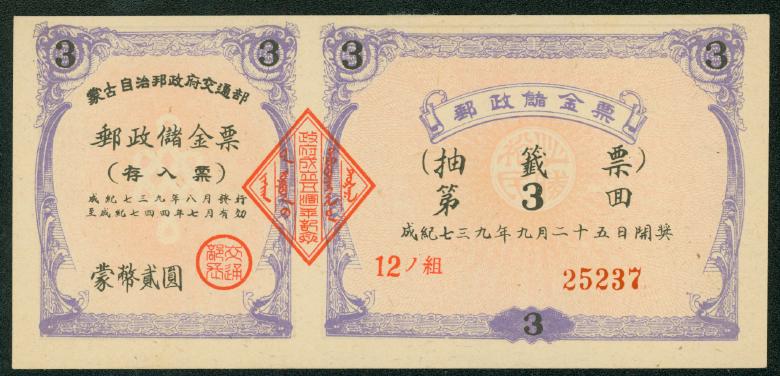 3 3
蒙古自治邦政府交通部
郵政儲金票
(存入票)
成紀七三九年八月發行
至成紀七四四年七月有効
蒙幣貳圓
交通
部
3 3
郵政儲金票
(抽籤票)
第3回
成紀七三九年九月二十五日開獎
12ノ組
25237
3